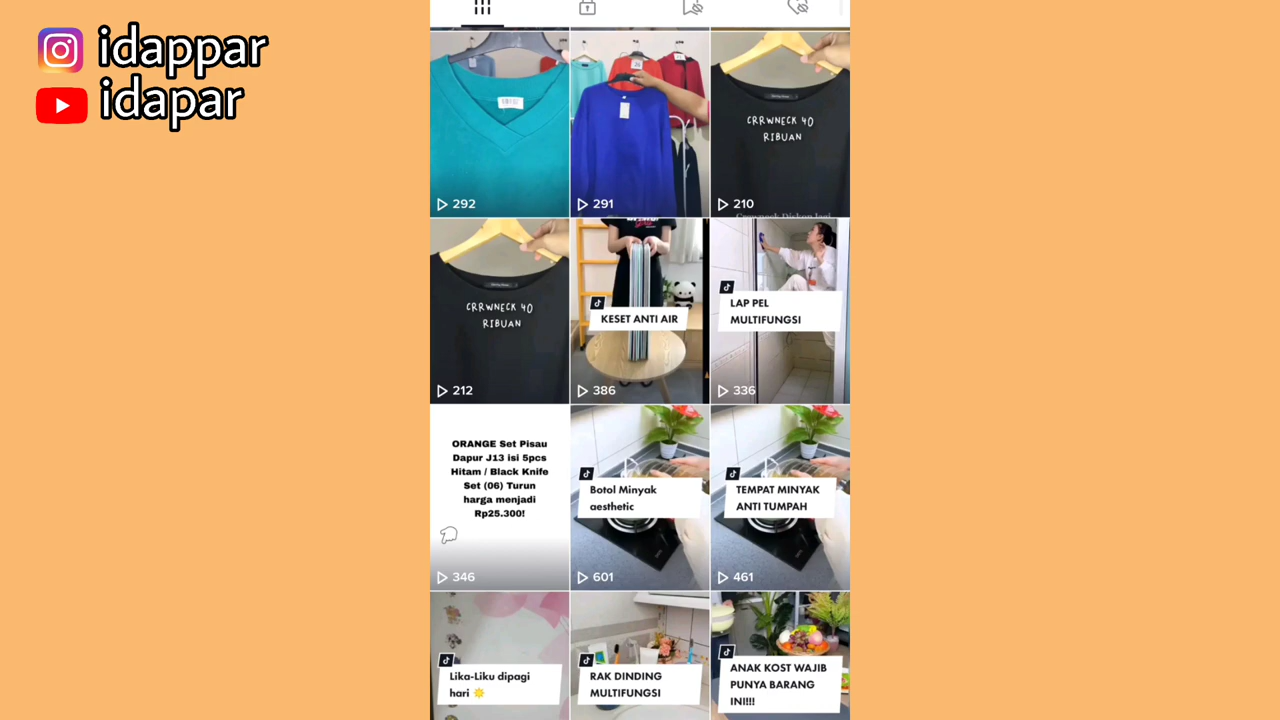 idappar
idapar
292
291
CRRWNECK 40
RIBUAN
210
CRRWNECK 40
RIBUAN
212
KESET ANTI AIR
386
LAP PEL
MULTIFUNGSI
336
ORANGE Set Pisau
Dapur J13 isi 5pcs
Hitam / Black Knife
Set (06) Turun
harga menjadi
Rp25.300!
346
Botol Minyak
aesthetic
601
TEMPAT MINYAK
ANTI TUMPAH
461
Lika-Liku dipagi
hari ☀️
RAK DINDING
MULTIFUNGSI
ANAK KOST WAJIB
PUNYA BARANG
INI!!!